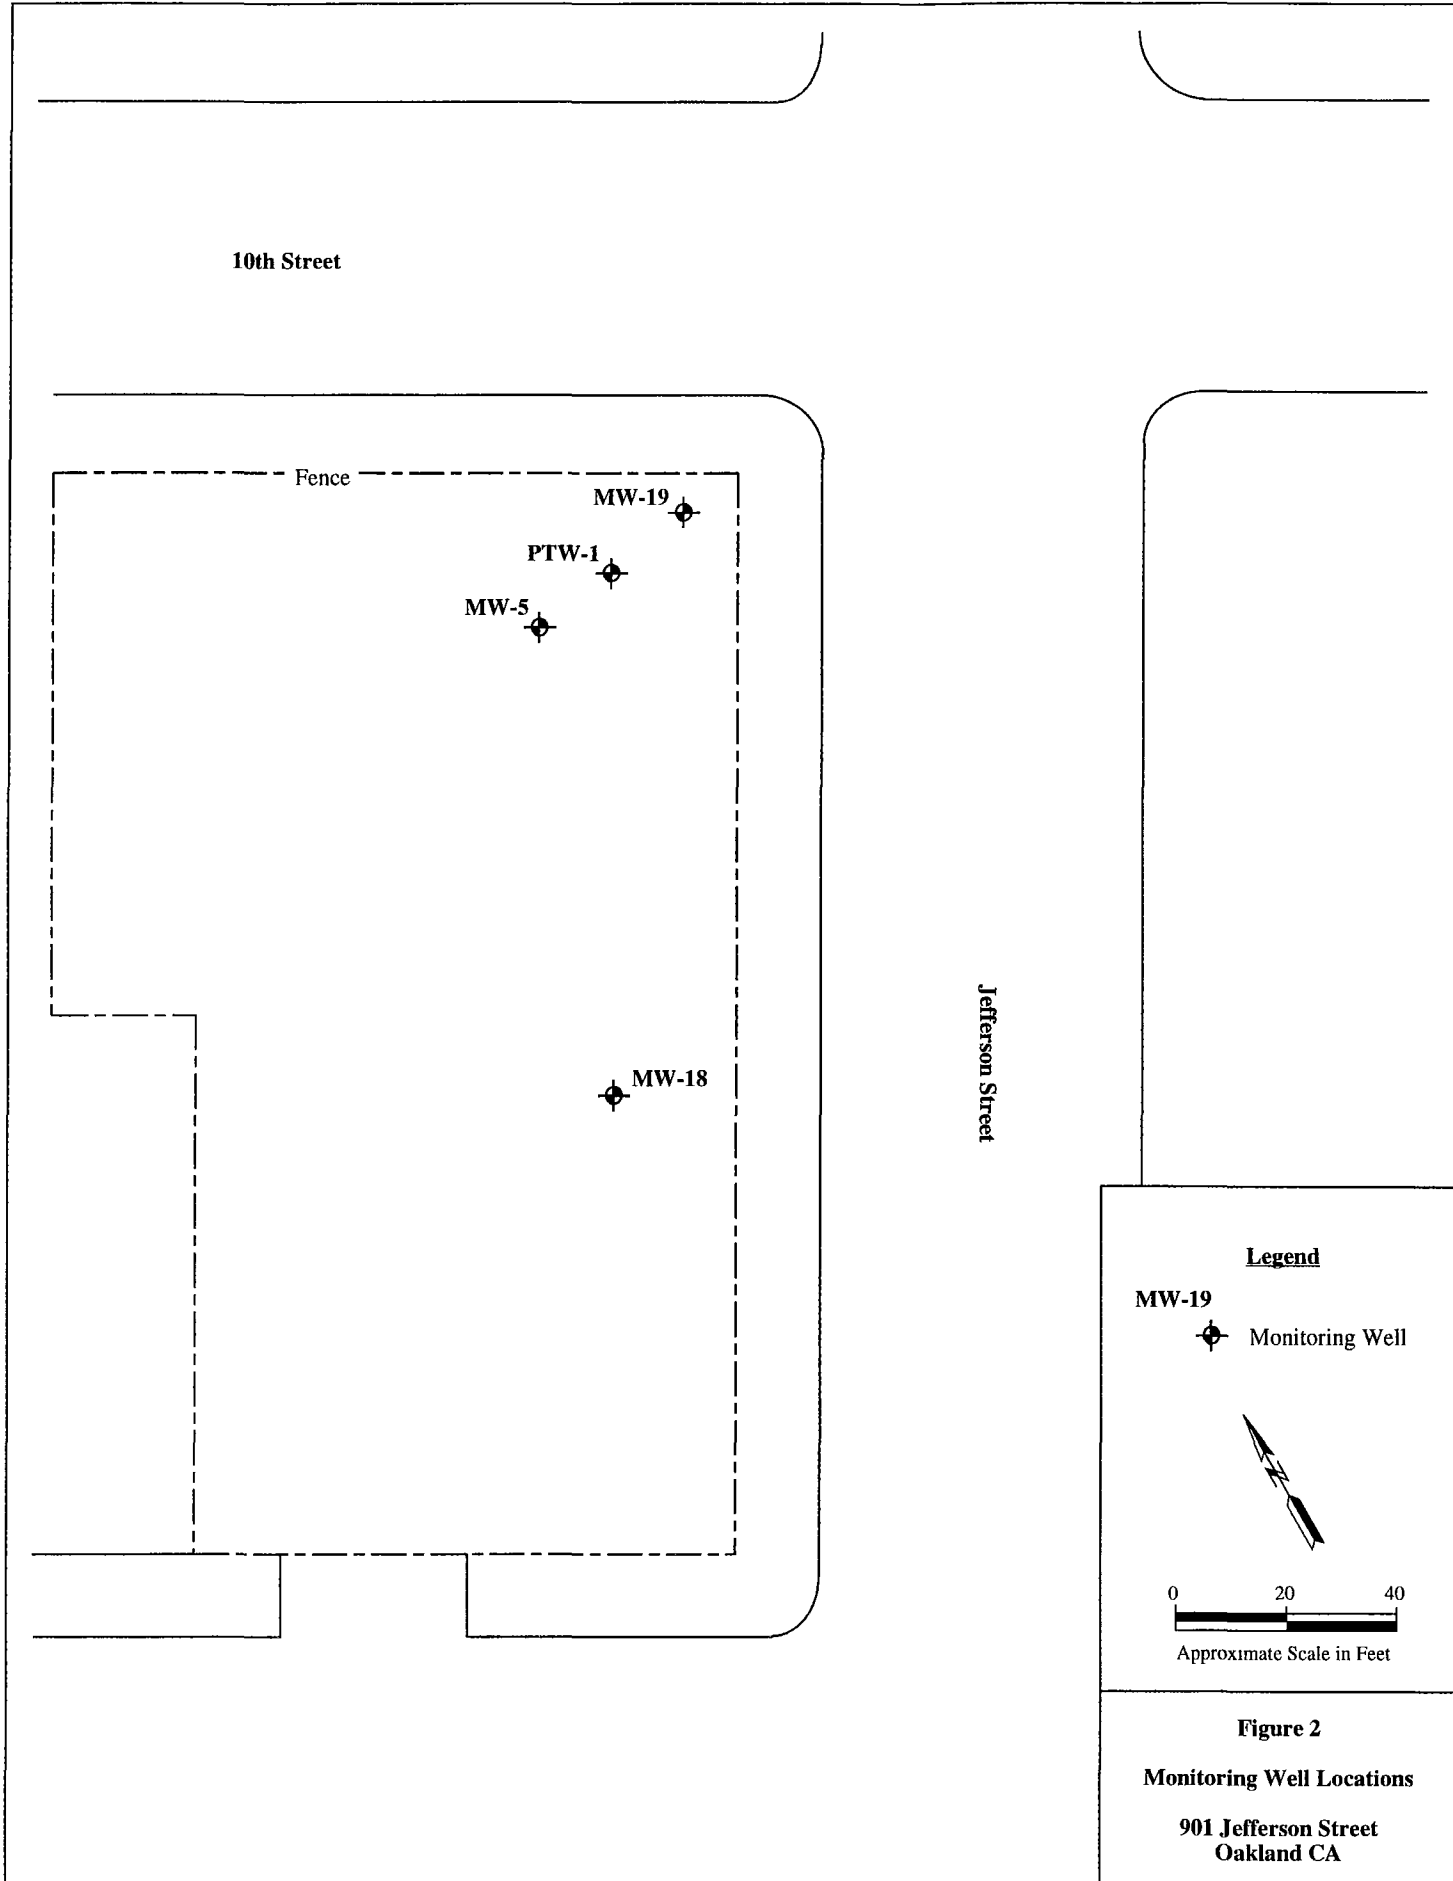 10th Street
Fence
MW-19
PTW-1
MW-5
MW-18
Jefferson Street
Legend
MW-19
Monitoring Well
N
0 20 40
Approximate Scale in Feet
Figure 2
Monitoring Well Locations
901 Jefferson Street
Oakland CA